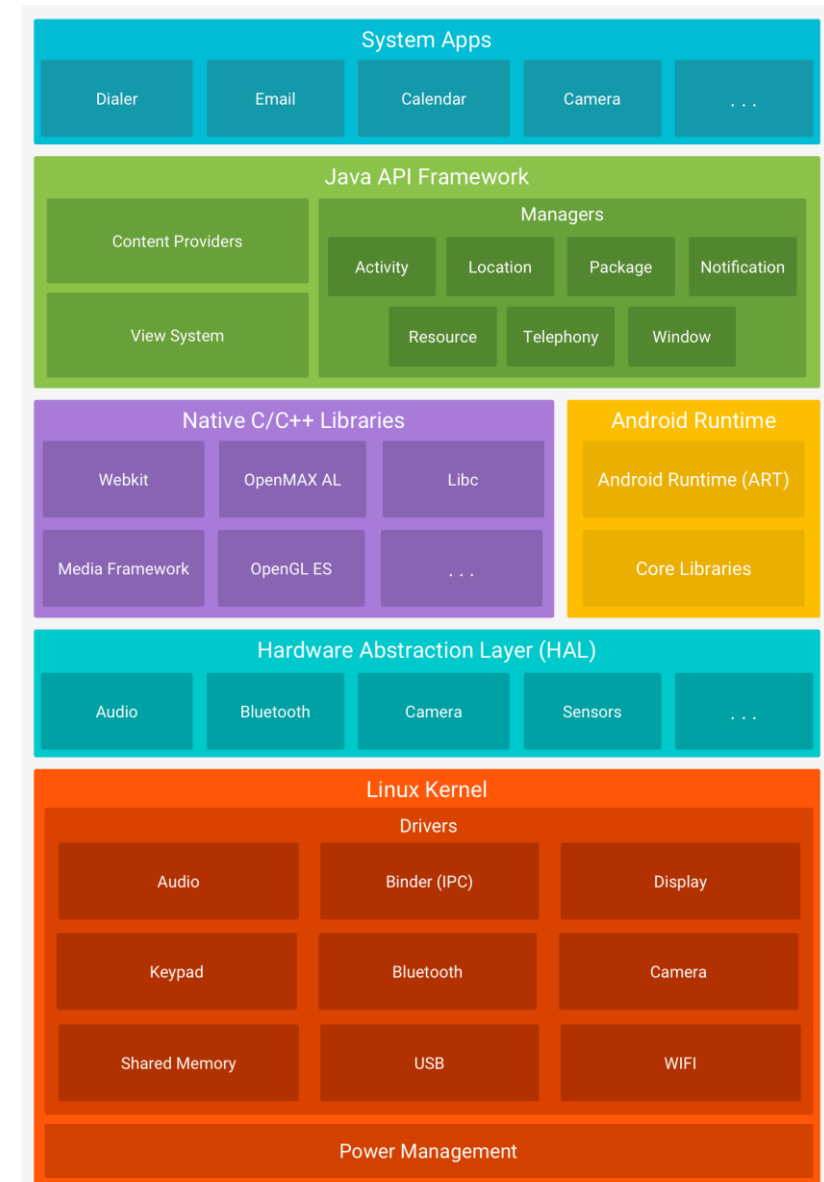 System Apps
Dialer Email Calendar Camera . . .
Java API Framework
Content Providers
View System
Managers
Activity Location Package Notification
Resource Telephony Window
Native C/C++ Libraries
Webkit OpenMAX AL Libc
Media Framework OpenGL ES . . .
Android Runtime
Android Runtime (ART)
Core Libraries
Hardware Abstraction Layer (HAL)
Audio Bluetooth Camera Sensors . . .
Linux Kernel
Drivers
Audio Binder (IPC) Display
Keypad Bluetooth Camera
Shared Memory USB WIFI
Power Management